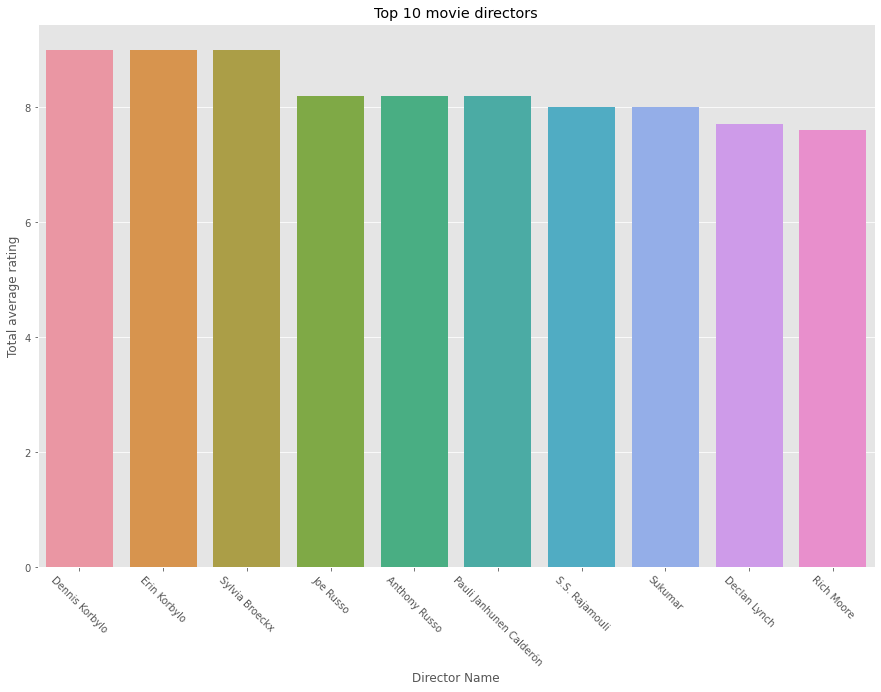 Top 10 movie directors
Total average rating
8
6
4
2
0
Dennis Korbylo
Erin Korbylo
Sylvia Broeckx
Joe Russo
Anthony Russo
Pauli Janhunen Calderón
S.S. Rajamouli
Sukumar
Declan Lynch
Rich Moore
Director Name